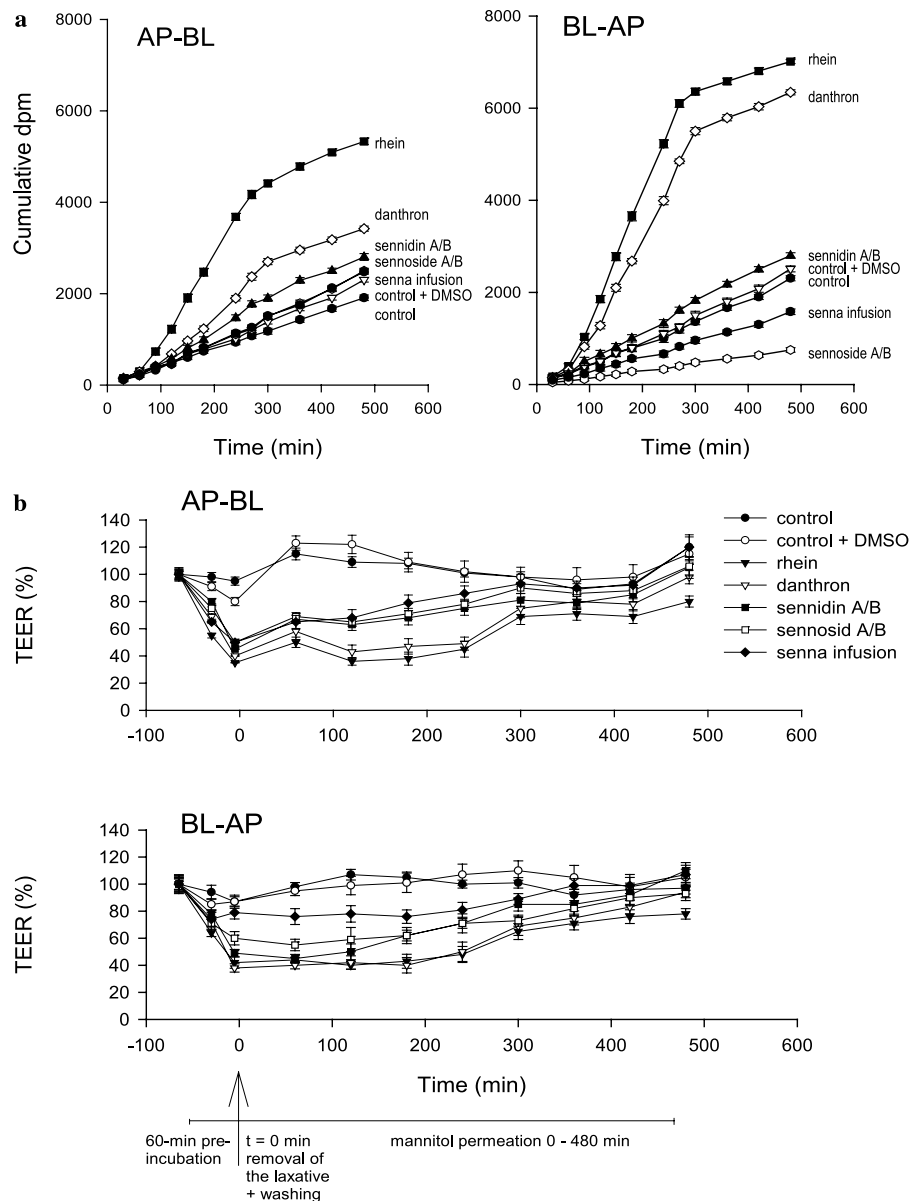 a
AP-BL
8000
6000
4000
2000
0
Cumulative dpm
rhein
danthron
sennidin A/B
sennoside A/B
senna infusion
control + DMSO
control
0 100 200 300 400 500 600
Time (min)
BL-AP
8000
6000
4000
2000
0
rhein
danthron
sennidin A/B
control + DMSO
control
senna infusion
sennoside A/B
0 100 200 300 400 500 600
Time (min)
b
AP-BL
140
120
100
80
60
40
20
0
TEER (%)
-100 0 100 200 300 400 500 600
control
control + DMSO
rhein
danthron
sennidin A/B
sennosid A/B
senna infusion
BL-AP
140
120
100
80
60
40
20
0
TEER (%)
-100 0 100 200 300 400 500 600
Time (min)
60-min pre-
incubation
t = 0 min
removal of
the laxative
+ washing
mannitol permeation 0 - 480 min